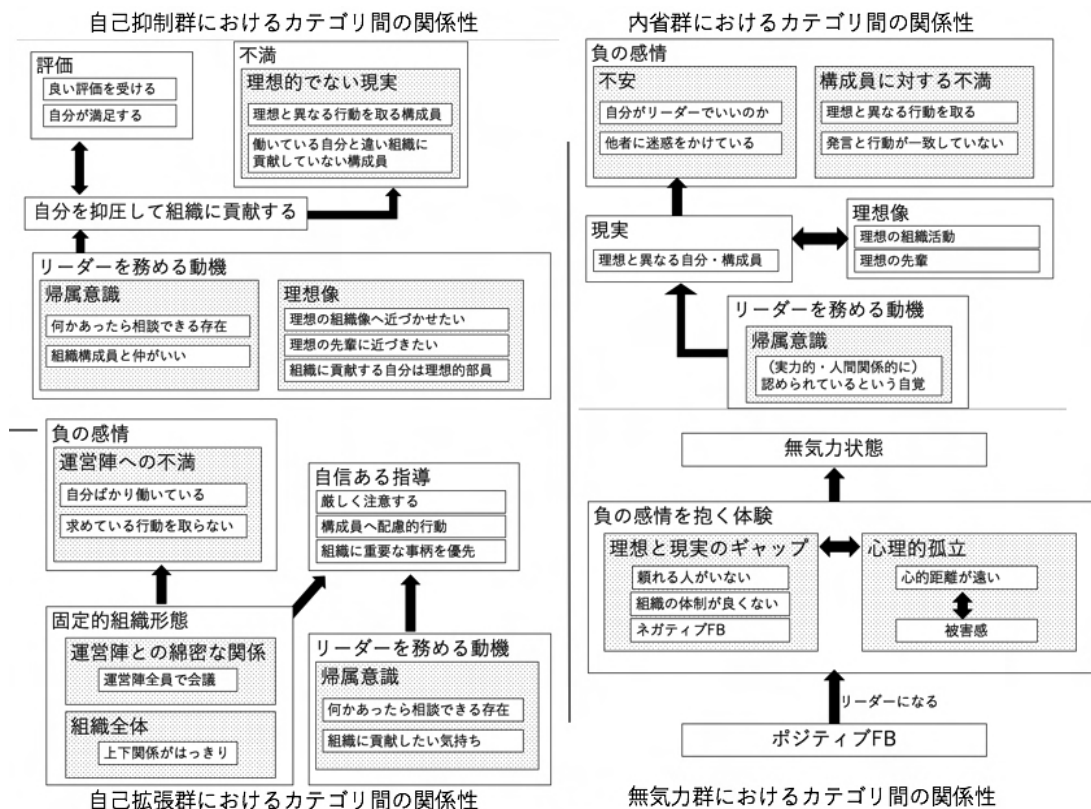 自己抑制群におけるカテゴリ間の関係性
評価
良い評価を受ける
自分が満足する
不満
理想的でない現実
理想と異なる行動を取る構成員
働いている自分と違い組織に
貢献していない構成員
自分を抑圧して組織に貢献する
リーダーを務める動機
帰属意識
何かあったら相談できる存在
組織構成員と仲がいい
理想像
理想の組織像へ近づかせたい
理想の先輩に近づきたい
組織に貢献する自分は理想的部員
内省群におけるカテゴリ間の関係性
負の感情
不安
自分がリーダーでいいのか
他者に迷惑をかけている
構成員に対する不満
理想と異なる行動を取る
発言と行動が一致していない
現実
理想と異なる自分・構成員
理想像
理想の組織活動
理想の先輩
リーダーを務める動機
帰属意識
（実力的・人間関係的に）
認められているという自覚
負の感情
運営陣への不満
自分ばかり働いている
求めている行動を取らない
自信ある指導
厳しく注意する
構成員へ配慮的行動
組織に重要な事柄を優先
固定的組織形態
運営陣との綿密な関係
運営陣全員で会議
組織全体
上下関係がはっきり
リーダーを務める動機
帰属意識
何かあったら相談できる存在
組織に貢献したい気持ち
自己拡張群におけるカテゴリ間の関係性
無気力状態
負の感情を抱く体験
理想と現実のギャップ
頼れる人がいない
組織の体制が良くない
ネガティブFB
心理的孤立
心的距離が遠い
被害感
リーダーになる
ポジティブFB
無気力群におけるカテゴリ間の関係性